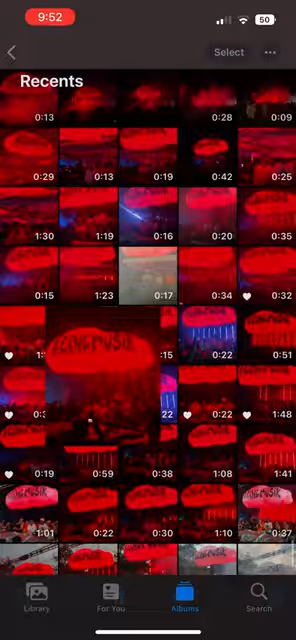 9:52
50
Select
Recents
0:13 0:28 0:09
0:29 0:13 0:19 0:42 0:25
1:30 1:19 0:16 0:20 0:35
0:15 1:23 0:17 0:34 0:32
:15 0:22 0:51
22 0:22 1:48
0:19 0:59 0:38 1:08 1:41
1:01 0:22 0:30 1:10 0:37
Library For You Albums Search